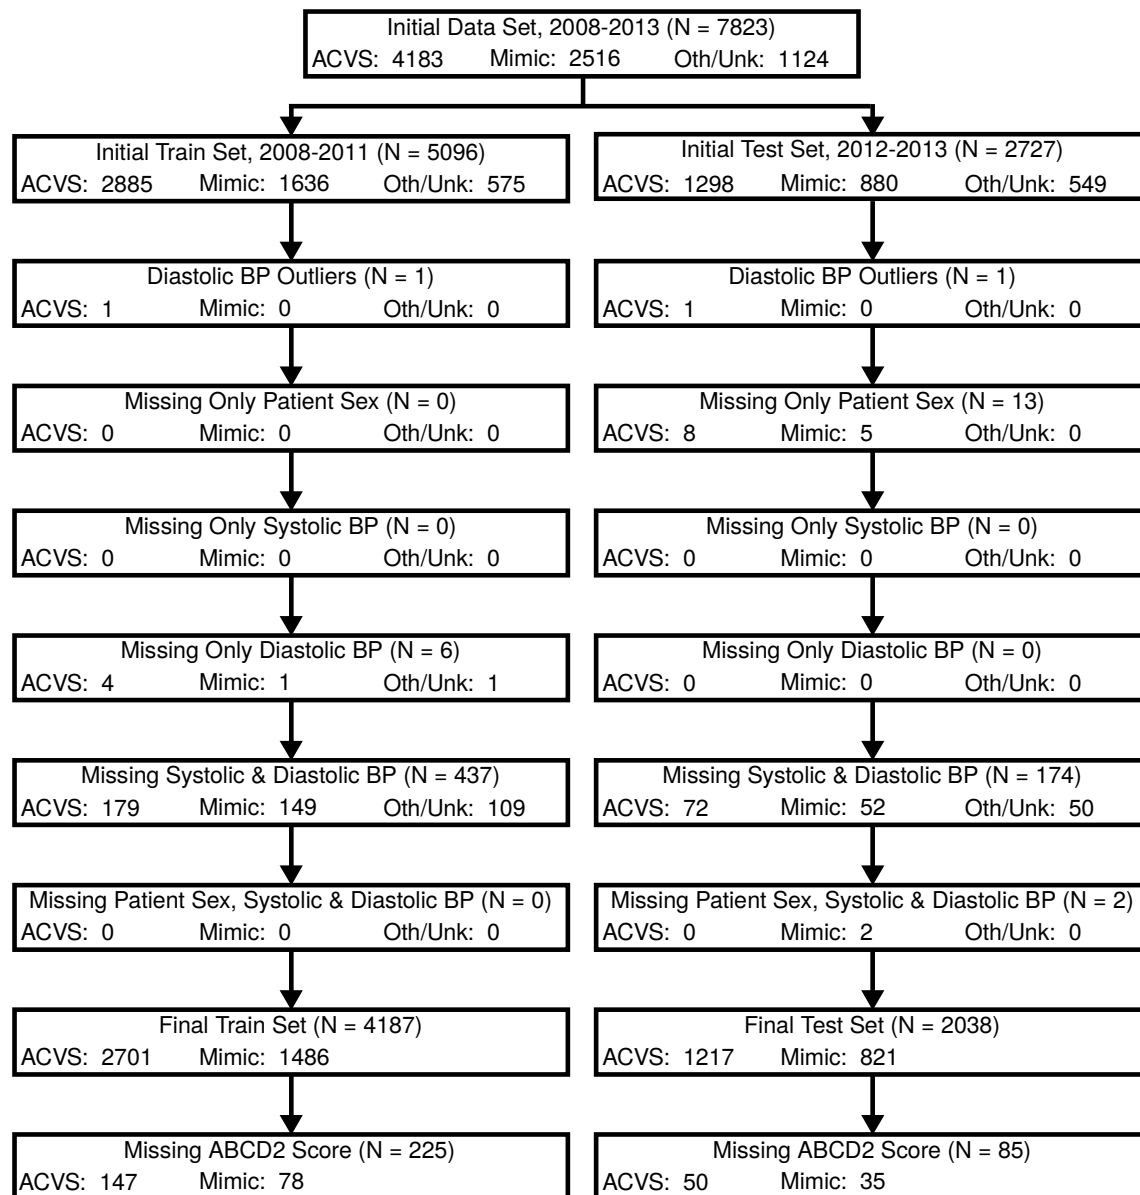 Initial Data Set, 2008-2013 (N = 7823)
ACVS: 4183 Mimic: 2516 Oth/Unk: 1124
Initial Train Set, 2008-2011 (N = 5096)
ACVS: 2885 Mimic: 1636 Oth/Unk: 575
Initial Test Set, 2012-2013 (N = 2727)
ACVS: 1298 Mimic: 880 Oth/Unk: 549
Diastolic BP Outliers (N = 1)
ACVS: 1 Mimic: 0 Oth/Unk: 0
Diastolic BP Outliers (N = 1)
ACVS: 1 Mimic: 0 Oth/Unk: 0
Missing Only Patient Sex (N = 0)
ACVS: 0 Mimic: 0 Oth/Unk: 0
Missing Only Patient Sex (N = 13)
ACVS: 8 Mimic: 5 Oth/Unk: 0
Missing Only Systolic BP (N = 0)
ACVS: 0 Mimic: 0 Oth/Unk: 0
Missing Only Systolic BP (N = 0)
ACVS: 0 Mimic: 0 Oth/Unk: 0
Missing Only Diastolic BP (N = 6)
ACVS: 4 Mimic: 1 Oth/Unk: 1
Missing Only Diastolic BP (N = 0)
ACVS: 0 Mimic: 0 Oth/Unk: 0
Missing Systolic & Diastolic BP (N = 437)
ACVS: 179 Mimic: 149 Oth/Unk: 109
Missing Systolic & Diastolic BP (N = 174)
ACVS: 72 Mimic: 52 Oth/Unk: 50
Missing Patient Sex, Systolic & Diastolic BP (N = 0)
ACVS: 0 Mimic: 0 Oth/Unk: 0
Missing Patient Sex, Systolic & Diastolic BP (N = 2)
ACVS: 0 Mimic: 2 Oth/Unk: 0
Final Train Set (N = 4187)
ACVS: 2701 Mimic: 1486
Final Test Set (N = 2038)
ACVS: 1217 Mimic: 821
Missing ABCD2 Score (N = 225)
ACVS: 147 Mimic: 78
Missing ABCD2 Score (N = 85)
ACVS: 50 Mimic: 35